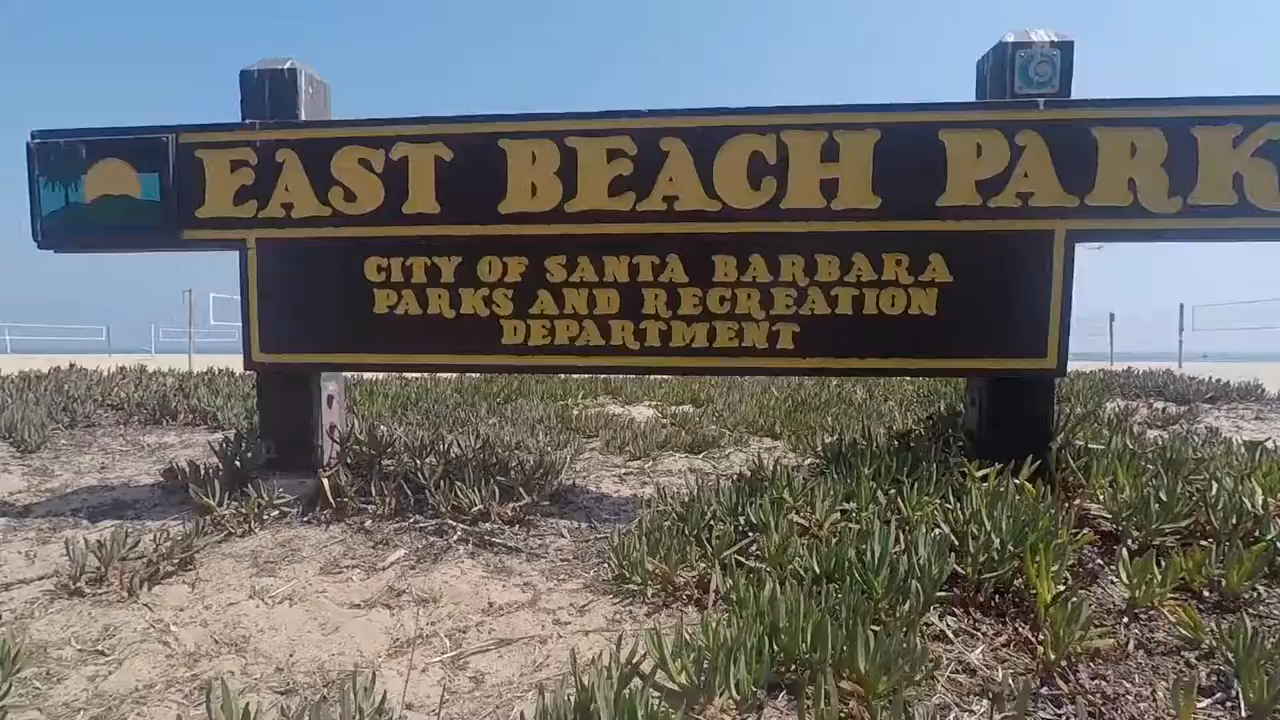 EAST BEACH PARK
CITY OF SANTA BARBARA
PARKS AND RECREATION
DEPARTMENT